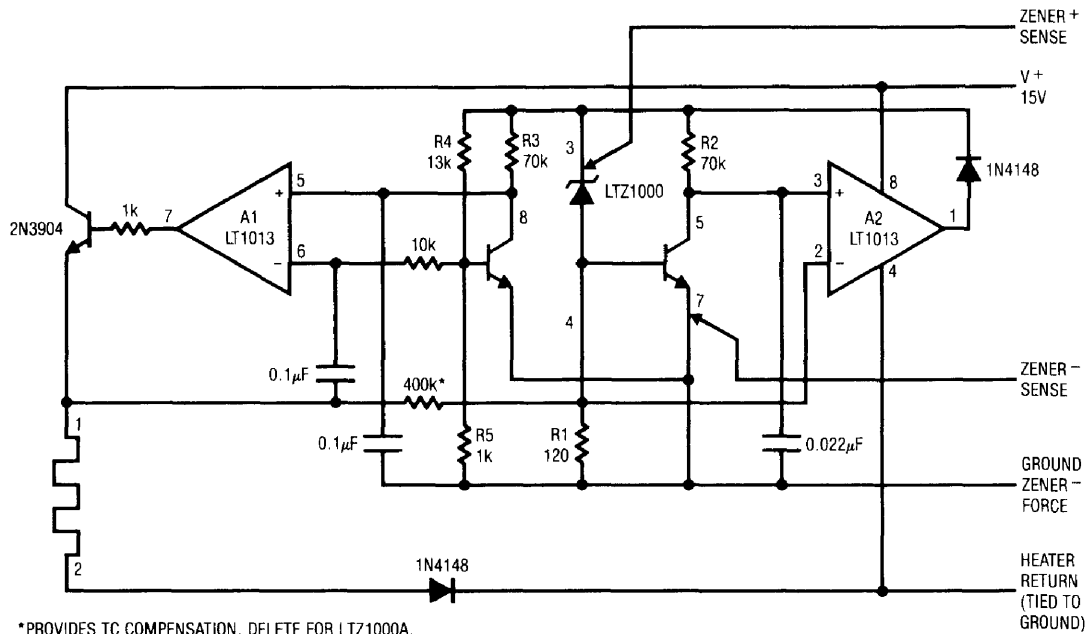 ZENER +
SENSE
V +
15V
R4
13k
R3
70k
3
LTZ1000
R2
70k
1N4148
2N3904
1k
7
A1
LT1013
5
+
6
−
10k
8
5
3
+
2
−
A2
LT1013
8
1
4
4
7
0.1μF
400k*
ZENER −
SENSE
1
0.1μF
R5
1k
R1
120
0.022μF
GROUND
ZENER −
FORCE
2
1N4148
HEATER
RETURN
(TIED TO
GROUND)
*PROVIDES TC COMPENSATION, DELETE FOR LTZ1000A.